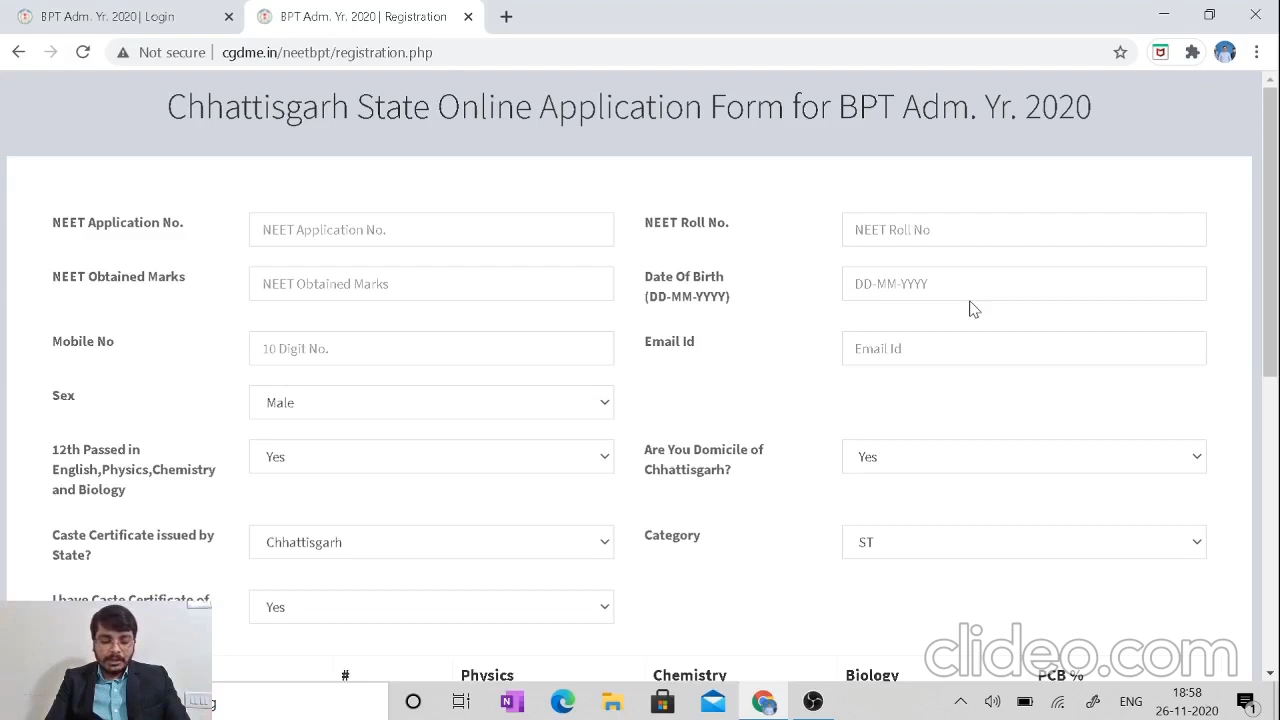 BPT Adm. Yr. 2020 | Login
BPT Adm. Yr. 2020 | Registration
Not secure | cgdme.in/neetbpt/registration.php
Chhattisgarh State Online Application Form for BPT Adm. Yr. 2020
NEET Application No.
NEET Application No.
NEET Roll No.
NEET Roll No
NEET Obtained Marks
NEET Obtained Marks
Date Of Birth
(DD-MM-YYYY)
DD-MM-YYYY
Mobile No
10 Digit No.
Email Id
Email Id
Sex
Male
12th Passed in
English,Physics,Chemistry
and Biology
Yes
Are You Domicile of
Chhattisgarh?
Yes
Caste Certificate issued by
State?
Chhattisgarh
Category
ST
I have Caste Certificate of
Yes
# Physics Chemistry Biology PCB %
clideo.com
ENG
18:58
26-11-2020
1